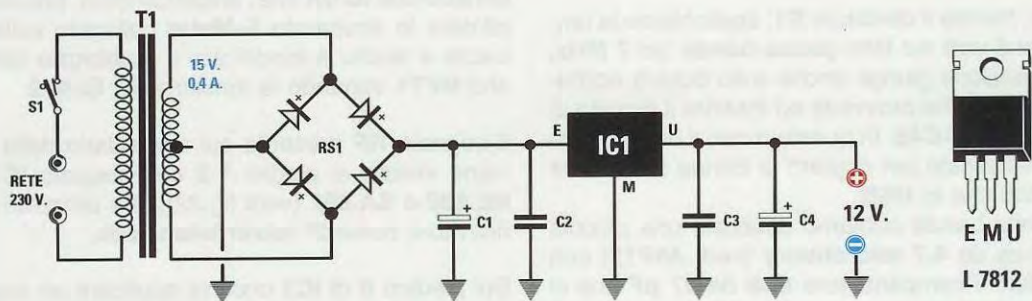 T1
S1
15 V.
0,4 A.
RETE
230 V.
RS1
E
IC1
U
M
C1
C2
C3
C4
12 V.
E M U
L 7812